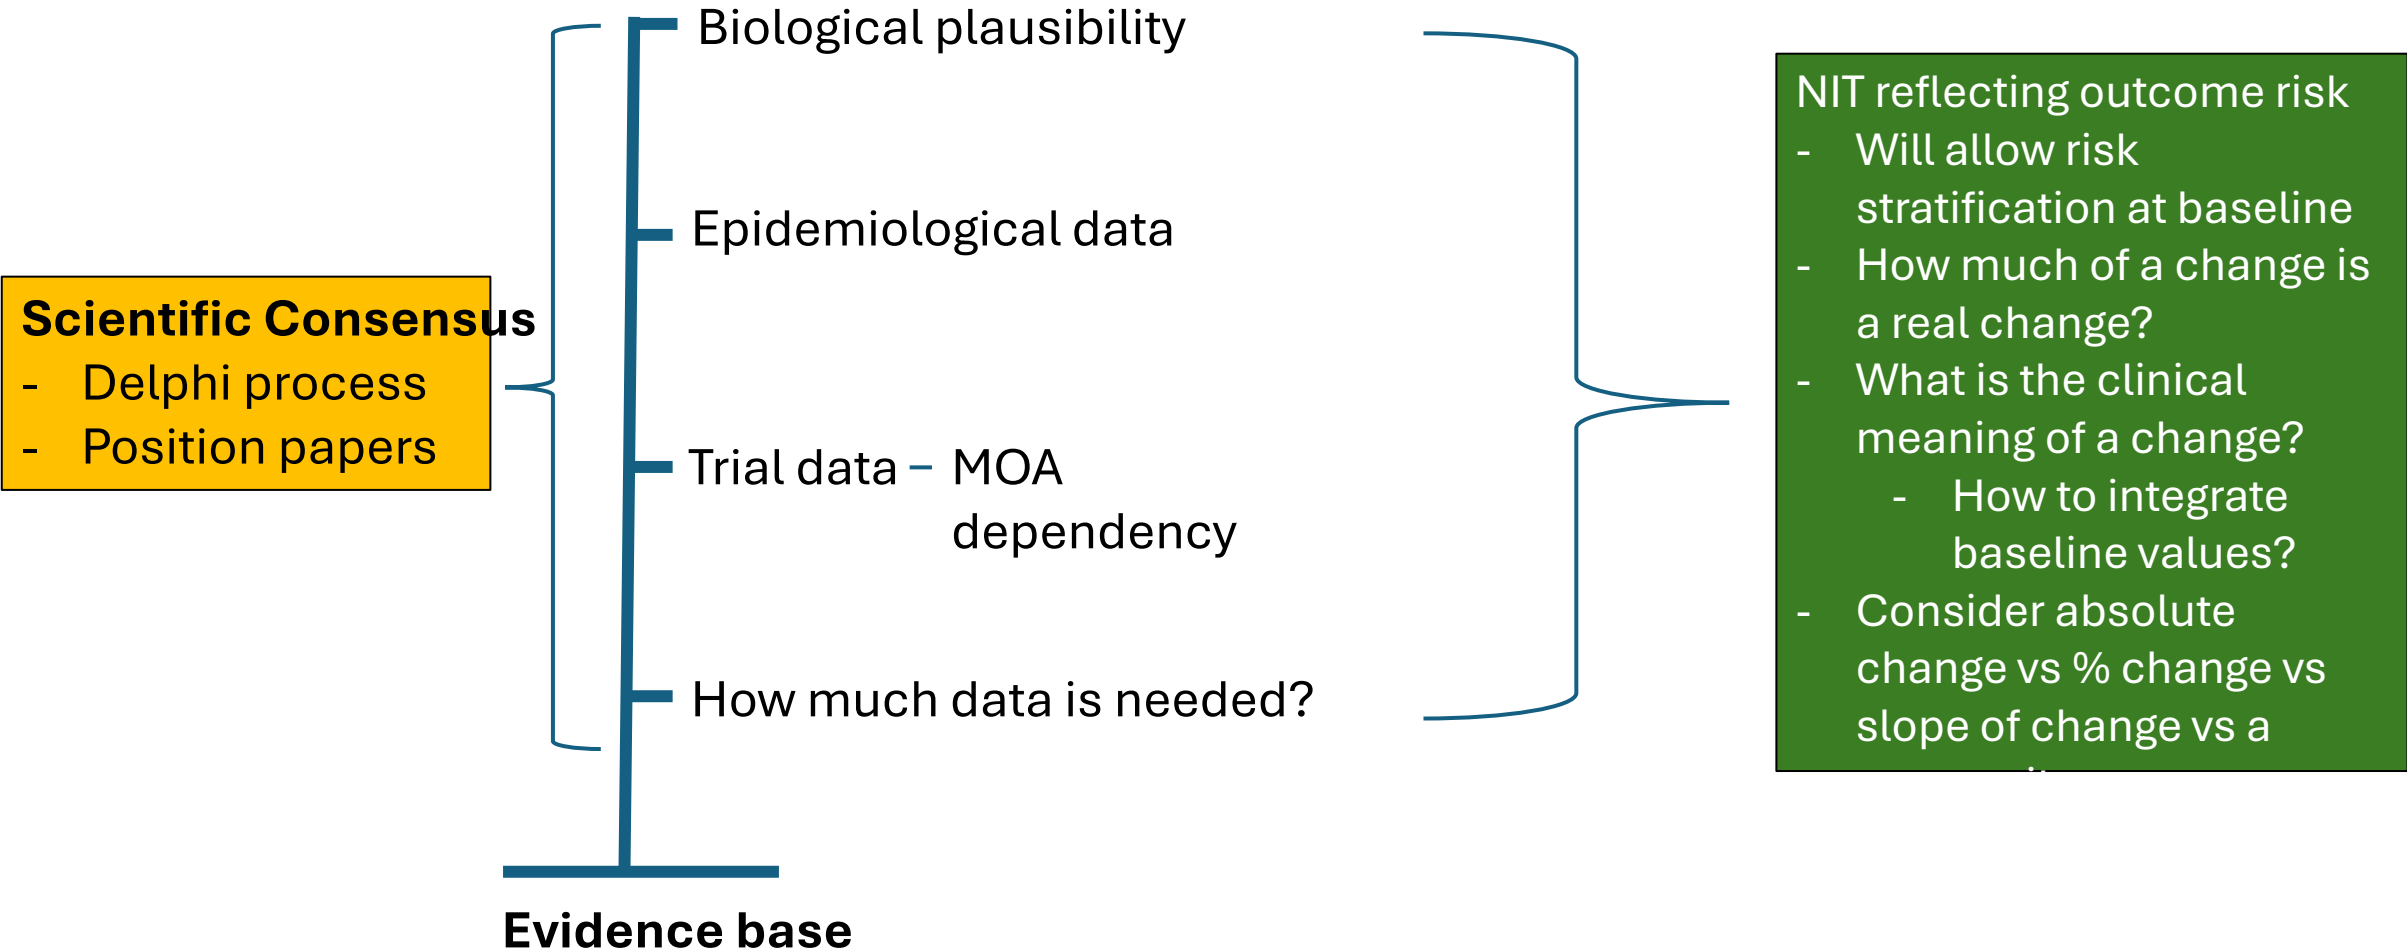 Scientific Consensus
- Delphi process
- Position papers
Biological plausibility
Epidemiological data
Trial data – MOA
dependency
How much data is needed?
Evidence base
NIT reflecting outcome risk
- Will allow risk
stratification at baseline
- How much of a change is
a real change?
- What is the clinical
meaning of a change?
- How to integrate
baseline values?
- Consider absolute
change vs % change vs
slope of change vs a